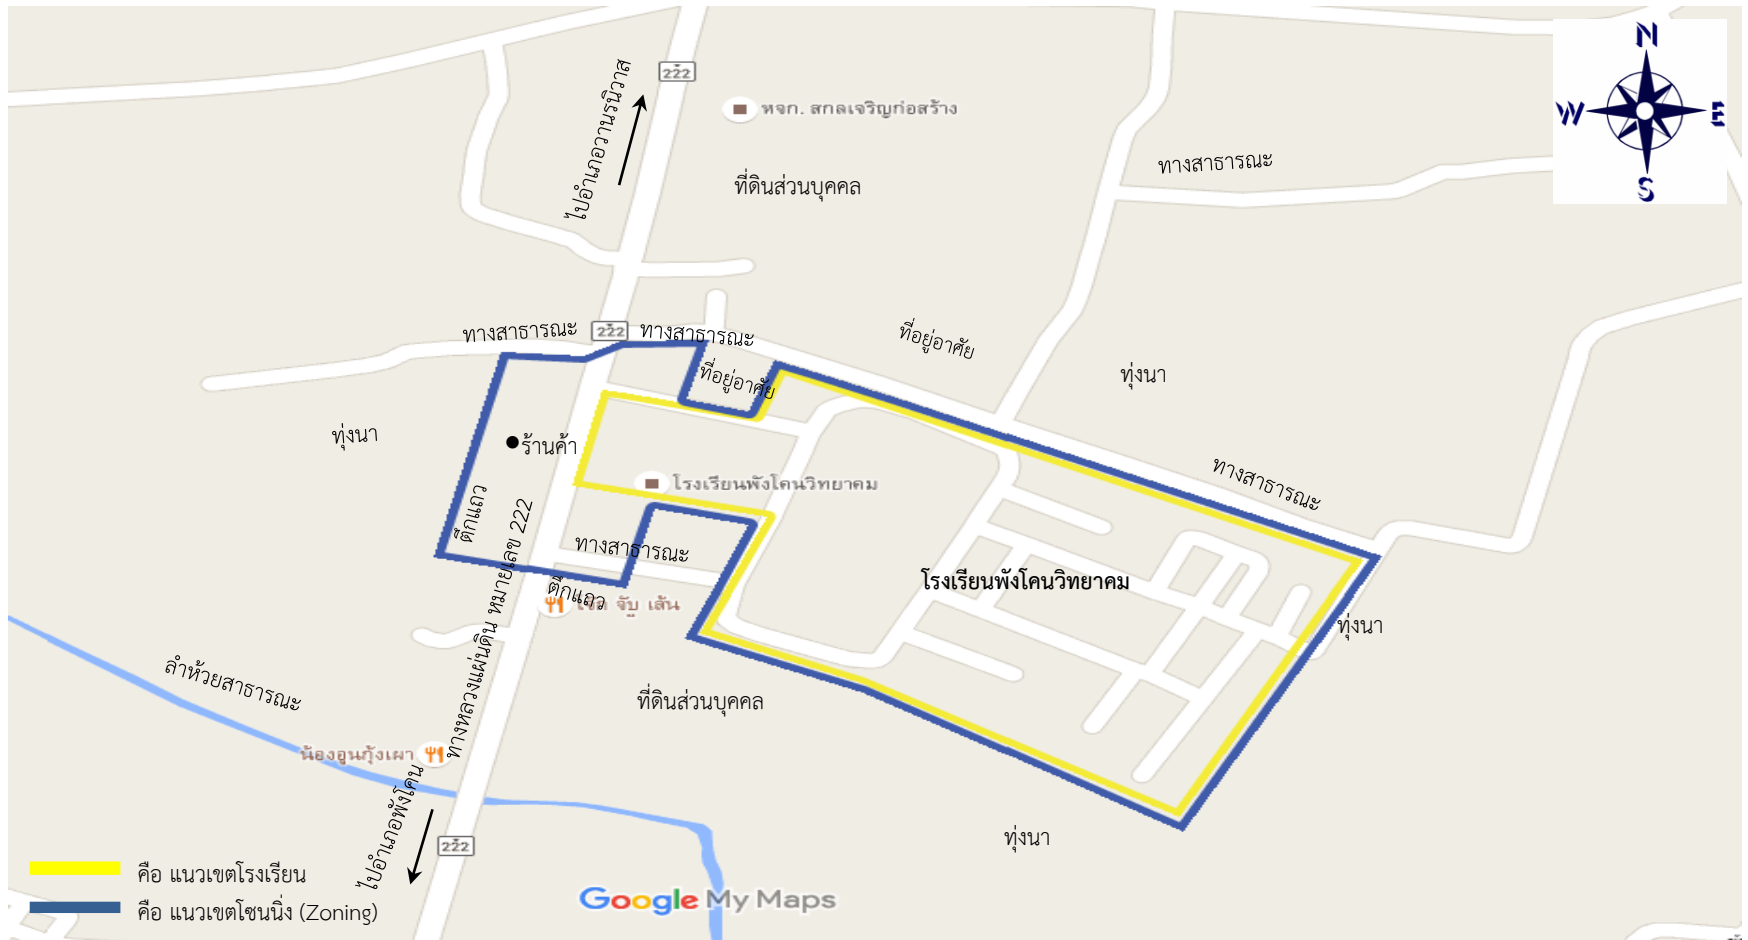 N
W
E
S
222
ไปอำเภอวานรนิวาส
หจก. สกลเจริญก่อสร้าง
ที่ดินส่วนบุคคล
ทางสาธารณะ
ทางสาธารณะ
222
ทางสาธารณะ
ที่อยู่อาศัย
ที่อยู่อาศัย
ทุ่งนา
ทุ่งนา
ร้านค้า
ทางสาธารณะ
โรงเรียนพังโคนวิทยาคม
ตึกแถว
ทางหลวงแผ่นดิน หมายเลข 222
ทางสาธารณะ
โรงเรียนพังโคนวิทยาคม
ตึกแถว
จับ เส้น
ทุ่งนา
ลำห้วยสาธารณะ
ที่ดินส่วนบุคคล
น้องอูนกุ้งเผา
ไปอำเภอพังโคน
222
ทุ่งนา
คือ แนวเขตโรงเรียน
คือ แนวเขตโซนนิ่ง (Zoning)
Google My Maps